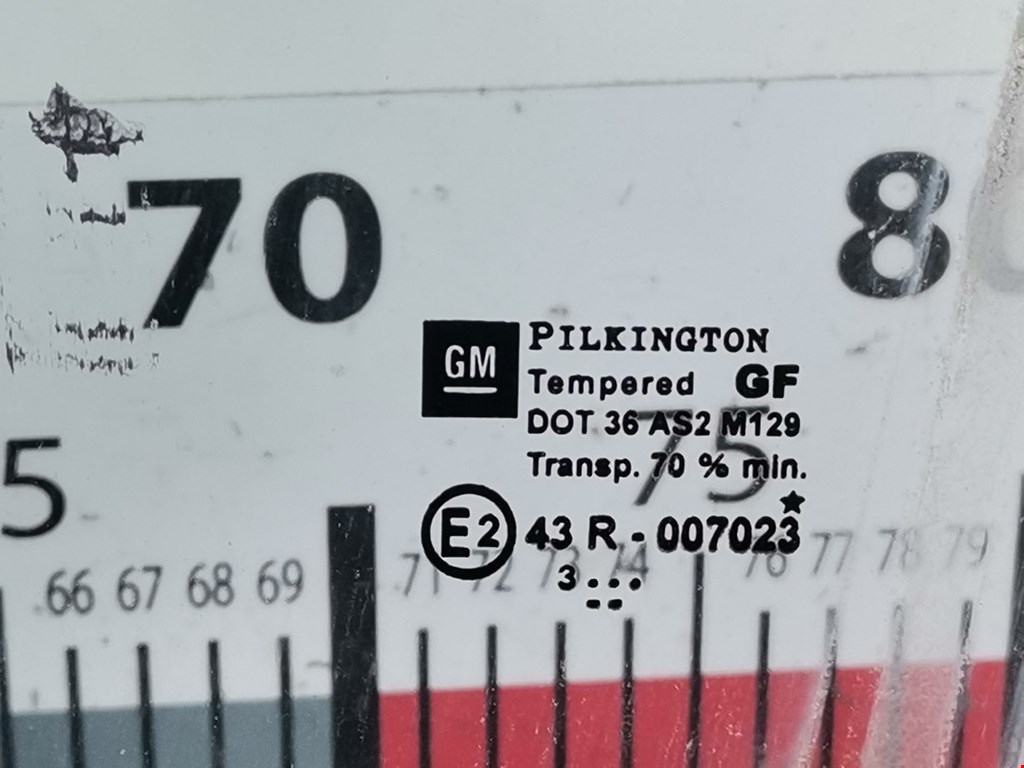 70 8
GM
PILKINGTON
Tempered GF
DOT 36 AS2 M129
Transp. 70 % min.
5 75
E2 43 R - 007023
66 67 68 69 71 72 73 74 76 77 78 79
3